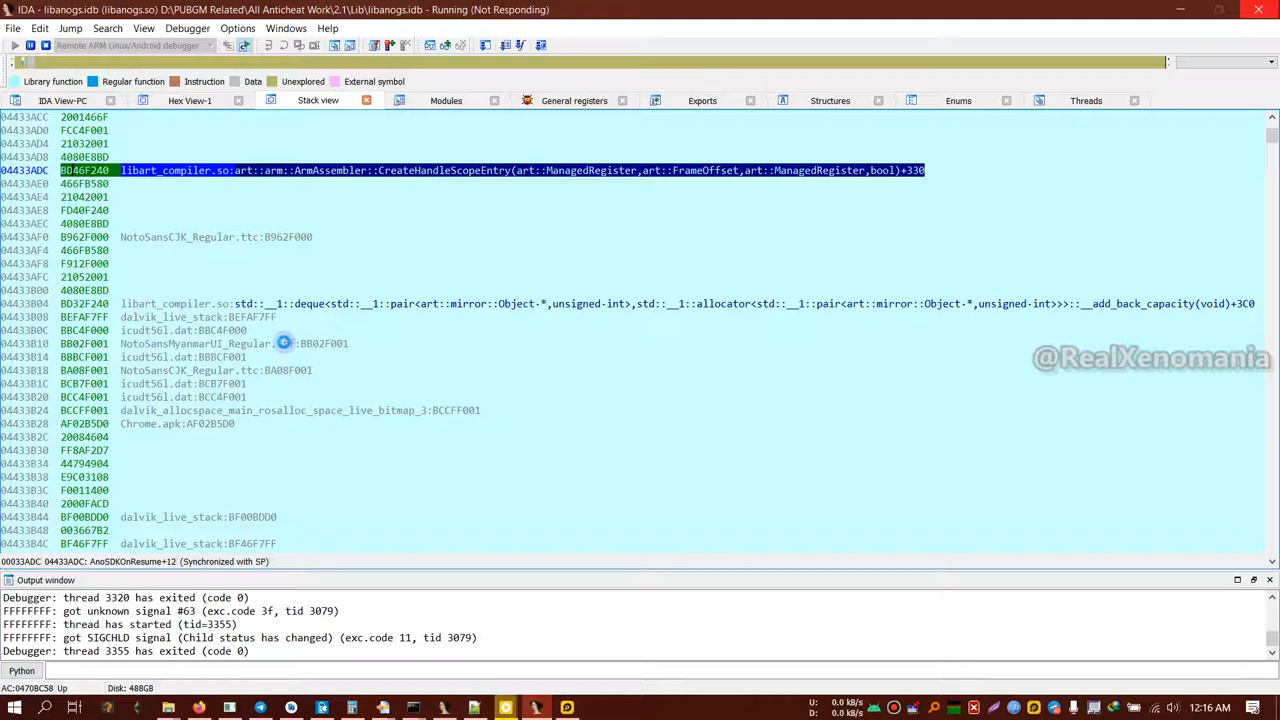 IDA - libanogs.idb (libanogs.so) D:\PUBGM Related\All Anticheat Work\2.1\Lib\libanogs.idb - Running (Not Responding)
File Edit Jump Search View Debugger Options Windows Help
Remote ARM Linux/Android debugger
Library function Regular function Instruction Data Unexplored External symbol
IDA View-PC Hex View-1 Stack view Modules General registers Exports Structures Enums Threads
04433ACC 2001466F
04433AD0 FCC4F001
04433AD4 21032001
04433AD8 4080E8BD
04433ADC BD46F240 libart_compiler.so:art::arm::ArmAssembler::CreateHandleScopeEntry(art::ManagedRegister,art::FrameOffset,art::ManagedRegister,bool)+330
04433AE0 466FB580
04433AE4 21042001
04433AE8 FD40F240
04433AEC 4080E8BD
04433AF0 B962F000 NotoSansCJK_Regular.ttc:B962F000
04433AF4 466FB580
04433AF8 F912F000
04433AFC 21052001
04433B00 4080E8BD
04433B04 BD32F240 libart_compiler.so:std::__1::deque<std::__1::pair<art::mirror::Object·*,unsigned·int>,std::__1::allocator<std::__1::pair<art::mirror::Object·*,unsigned·int>>>::__add_back_capacity(void)+3C0
04433B08 BEFAF7FF dalvik_live_stack:BEFAF7FF
04433B0C BBC4F000 icudt56l.dat:BBC4F000
04433B10 BB02F001 NotoSansMyanmarUI_Regular. :BB02F001
04433B14 BBBCF001 icudt56l.dat:BBBCF001
04433B18 BA08F001 NotoSansCJK_Regular.ttc:BA08F001
04433B1C BCB7F001 icudt56l.dat:BCB7F001
04433B20 BCC4F001 icudt56l.dat:BCC4F001
04433B24 BCCFF001 dalvik_allocspace_main_rosalloc_space_live_bitmap_3:BCCFF001
04433B28 AF02B5D0 Chrome.apk:AF02B5D0
04433B2C 20084604
04433B30 FF8AF2D7
04433B34 44794904
04433B38 E9C03108
04433B3C F0011400
04433B40 2000FACD
04433B44 BF00BDD0 dalvik_live_stack:BF00BDD0
04433B48 003667B2
04433B4C BF46F7FF dalvik_live_stack:BF46F7FF
@RealXenomania
00033ADC 04433ADC: AnoSDKOnResume+12 (Synchronized with SP)
Output window
Debugger: thread 3320 has exited (code 0)
FFFFFFFF: got unknown signal #63 (exc.code 3f, tid 3079)
FFFFFFFF: thread has started (tid=3355)
FFFFFFFF: got SIGCHLD signal (Child status has changed) (exc.code 11, tid 3079)
Debugger: thread 3355 has exited (code 0)
Python
AC:0470BC58 Up Disk: 488GB
U: 0.0 kB/s
D: 0.0 kB/s
12:16 AM